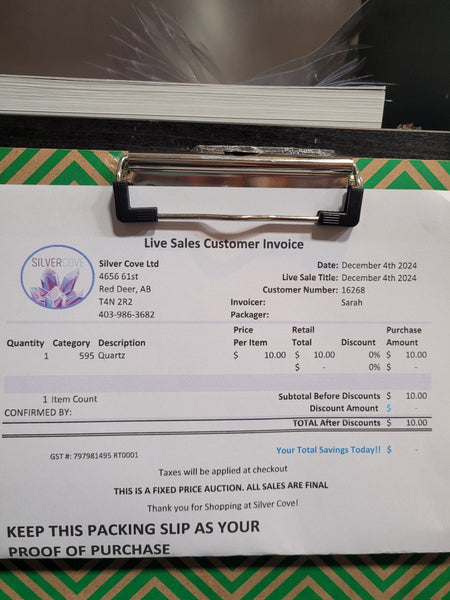 Live Sales Customer Invoice
SILVERCOVE
Silver Cove Ltd
4656 61st
Red Deer, AB
T4N 2R2
403-986-3682
Date: December 4th 2024
Live Sale Title: December 4th 2024
Customer Number: 16268
Invoicer: Sarah
Packager:
Quantity Category Description Price Per Item Retail Total Discount Purchase Amount
1 595 Quartz $ 10.00 $ 10.00 0% $ 10.00
$ - 0% $ -
1 Item Count Subtotal Before Discounts $ 10.00
CONFIRMED BY: Discount Amount $ -
TOTAL After Discounts $ 10.00
GST #: 797981495 RT0001 Your Total Savings Today!! $ -
Taxes will be applied at checkout
THIS IS A FIXED PRICE AUCTION. ALL SALES ARE FINAL
Thank you for Shopping at Silver Cove!
KEEP THIS PACKING SLIP AS YOUR
PROOF OF PURCHASE